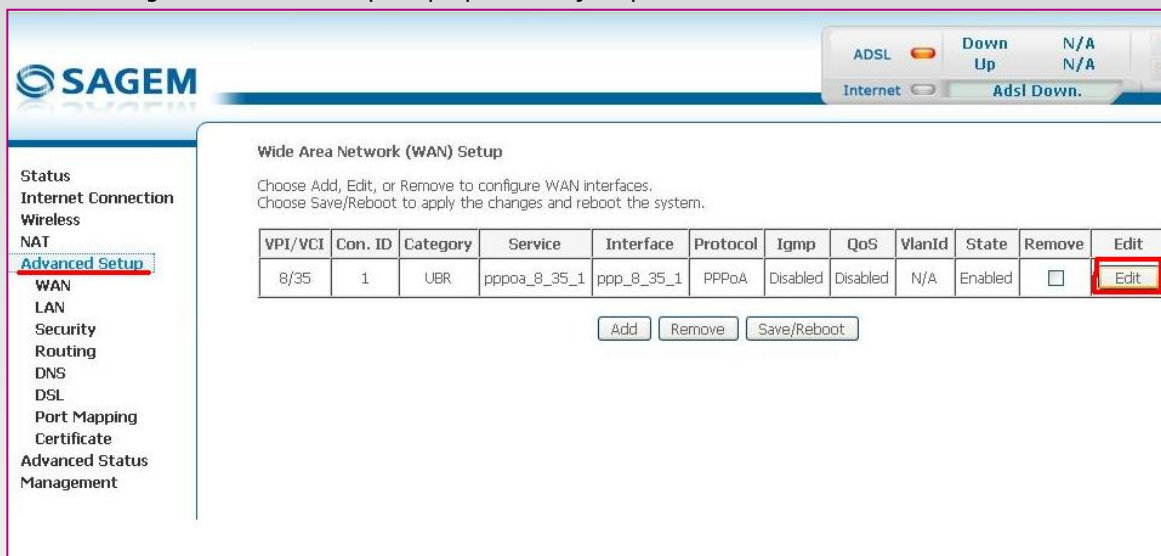 SAGEM
ADSL Down N/A
Up N/A
Internet Adsl Down.
Status
Internet Connection
Wireless
NAT
Advanced Setup
WAN
LAN
Security
Routing
DNS
DSL
Port Mapping
Certificate
Advanced Status
Management
Wide Area Network (WAN) Setup
Choose Add, Edit, or Remove to configure WAN interfaces.
Choose Save/Reboot to apply the changes and reboot the system.
VPI/VCI Con. ID Category Service Interface Protocol Igmp QoS VlanId State Remove Edit
8/35 1 UBR pppoa_8_35_1 ppp_8_35_1 PPPoA Disabled Disabled N/A Enabled Edit
Add Remove Save/Reboot